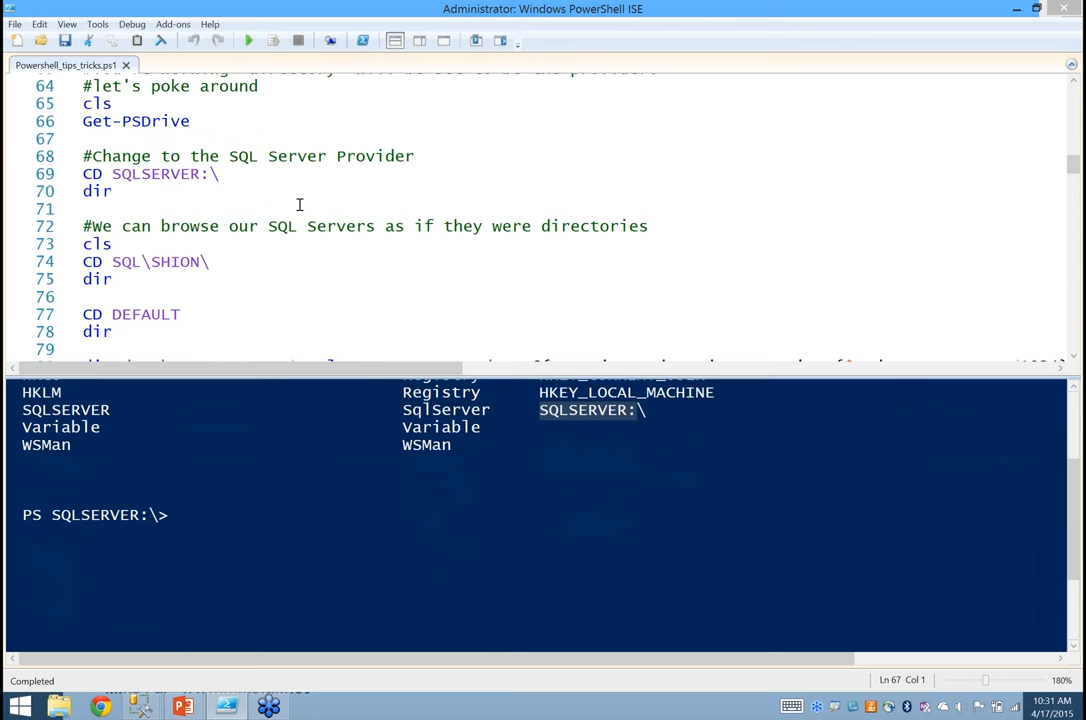 Administrator: Windows PowerShell ISE
File Edit View Tools Debug Add-ons Help
Powershell_tips_tricks.ps1
64 #let's poke around
65 cls
66 Get-PSDrive
67
68 #Change to the SQL Server Provider
69 CD SQLSERVER:\
70 dir
71
72 #We can browse our SQL Servers as if they were directories
73 cls
74 CD SQL\SHION\
75 dir
76
77 CD DEFAULT
78 dir
79
HKLM Registry HKEY_LOCAL_MACHINE
SQLSERVER SqlServer SQLSERVER:\
Variable Variable
WSMan WSMan
PS SQLSERVER:\>
Completed Ln 67 Col 1 180%
10:31 AM
4/17/2015